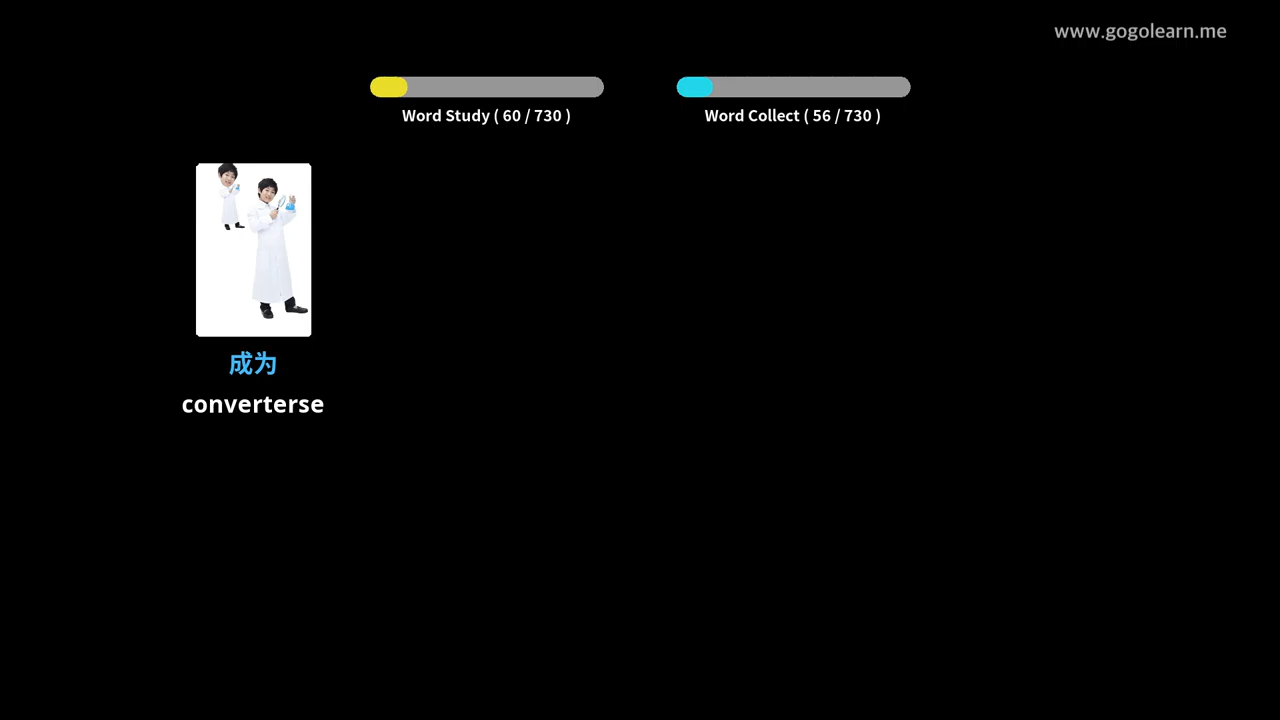 www.gogolearn.me
Word Study ( 60 / 730 )
Word Collect ( 56 / 730 )
成为
converterse